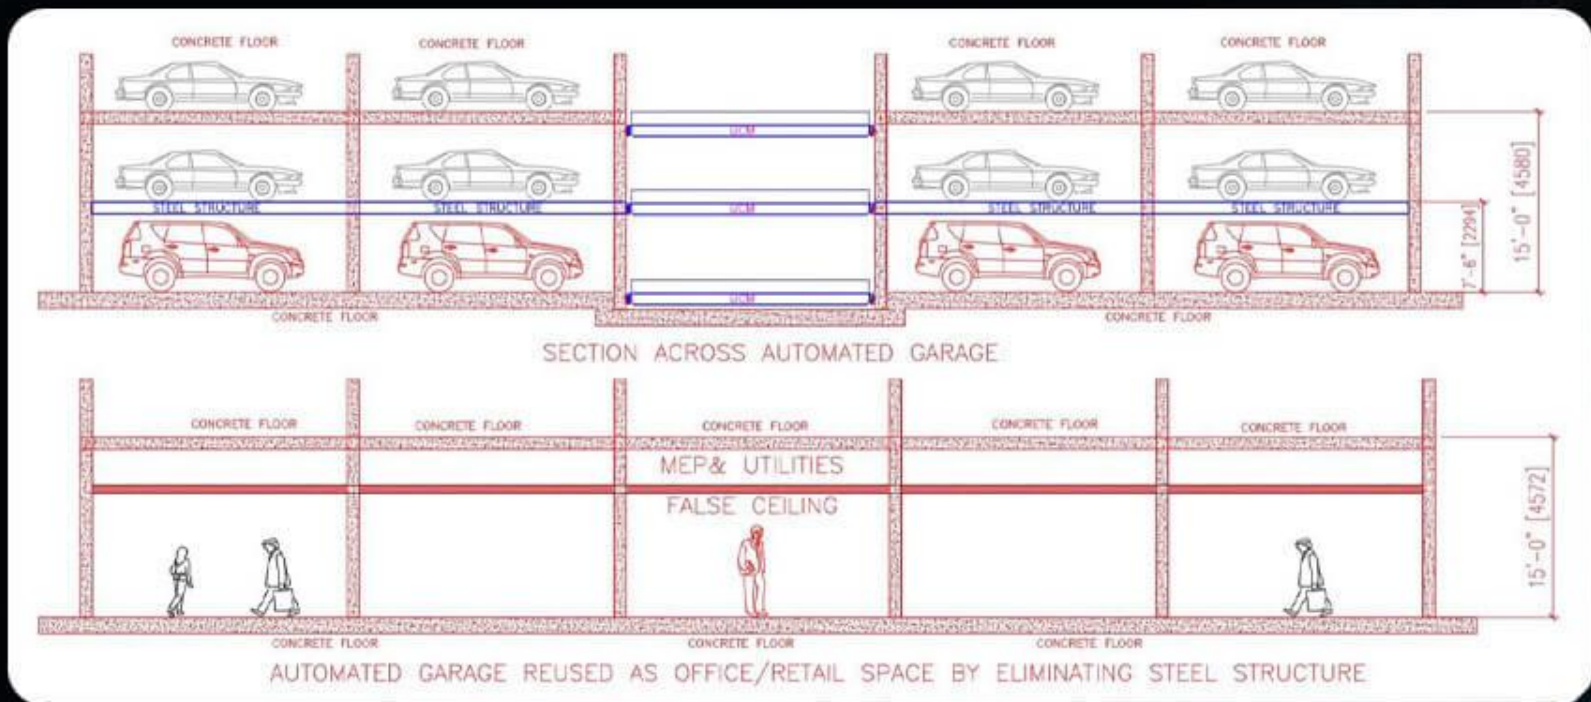 CONCRETE FLOOR CONCRETE FLOOR CONCRETE FLOOR CONCRETE FLOOR
UCM
STEEL STRUCTURE STEEL STRUCTURE UCM STEEL STRUCTURE STEEL STRUCTURE
7'-6" [2294]
15'-0" [4580]
UCM
CONCRETE FLOOR CONCRETE FLOOR
SECTION ACROSS AUTOMATED GARAGE
CONCRETE FLOOR CONCRETE FLOOR CONCRETE FLOOR CONCRETE FLOOR CONCRETE FLOOR
MEP& UTILITIES
FALSE CEILING
15'-0" [4572]
CONCRETE FLOOR CONCRETE FLOOR CONCRETE FLOOR
AUTOMATED GARAGE REUSED AS OFFICE/RETAIL SPACE BY ELIMINATING STEEL STRUCTURE